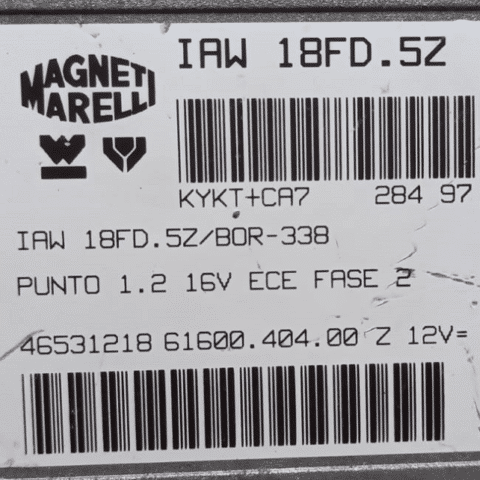 MAGNETI
MARELLI
IAW 18FD.5Z
KYKT+CA7 284 97
IAW 18FD.5Z/BOR-338
PUNTO 1.2 16V ECE FASE 2
46531218 61600.404.00 Z 12V=